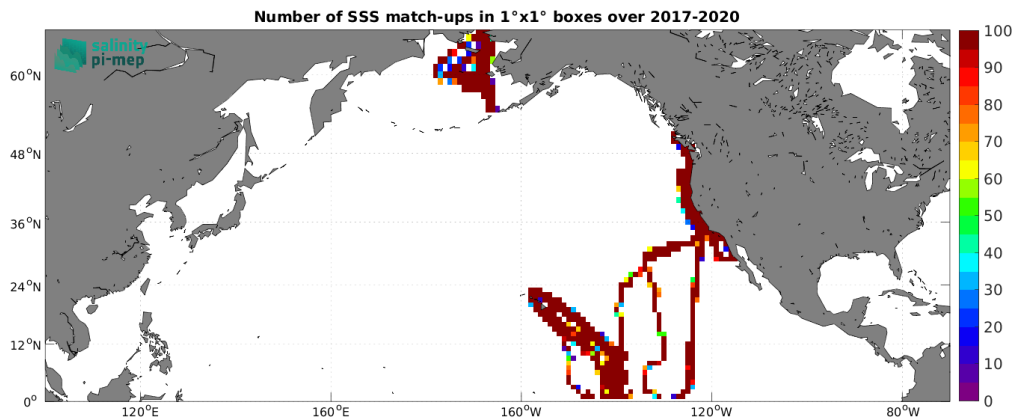 Number of SSS match-ups in 1°x1° boxes over 2017-2020
salinity
pi-mep
60°N
48°N
36°N
24°N
12°N
0°
120°E
160°E
160°W
120°W
80°W
100
90
80
70
60
50
40
30
20
10
0